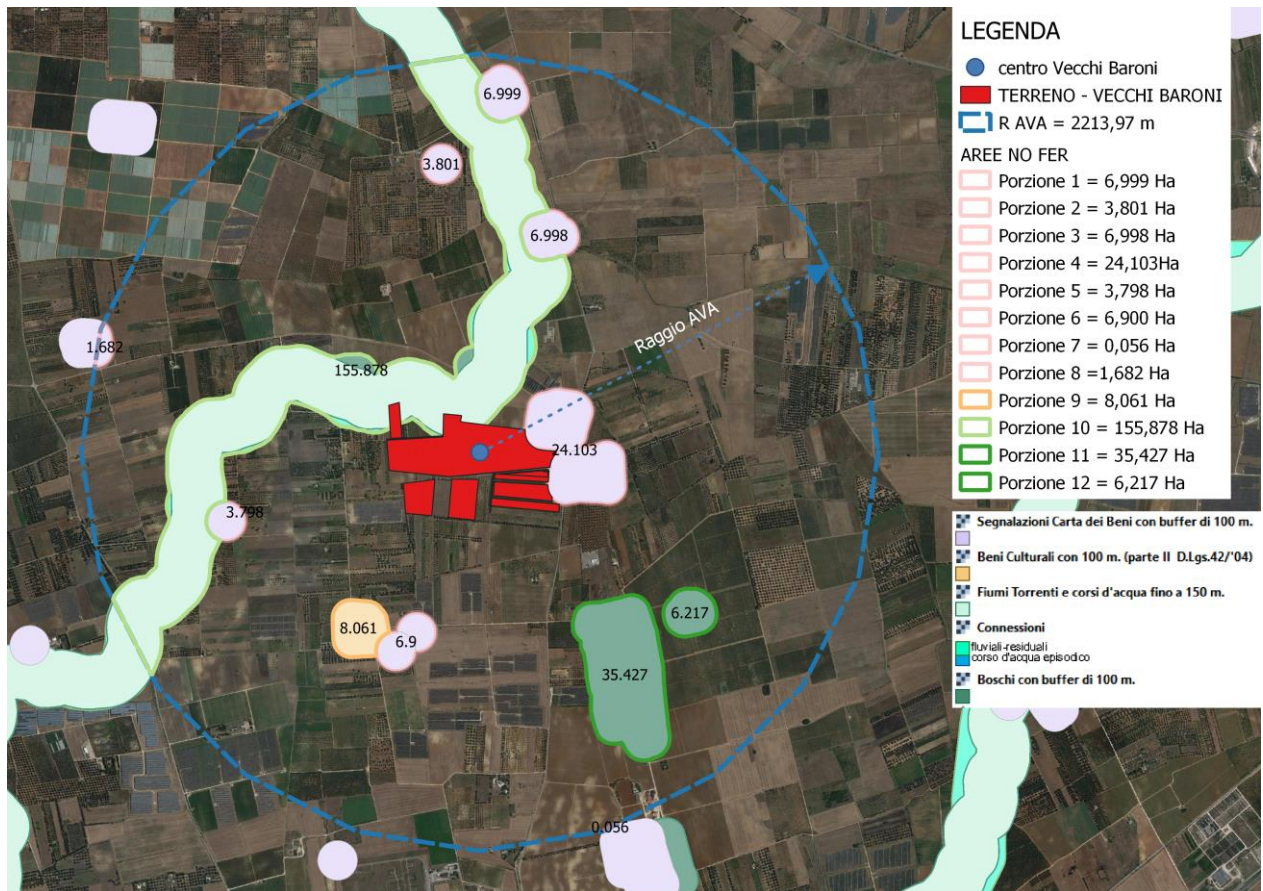 LEGENDA
centro Vecchi Baroni
TERRENO - VECCHI BARONI
R AVA = 2213,97 m
AREE NO FER
Porzione 1 = 6,999 Ha
Porzione 2 = 3,801 Ha
Porzione 3 = 6,998 Ha
Porzione 4 = 24,103Ha
Porzione 5 = 3,798 Ha
Porzione 6 = 6,900 Ha
Porzione 7 = 0,056 Ha
Porzione 8 =1,682 Ha
Porzione 9 = 8,061 Ha
Porzione 10 = 155,878 Ha
Porzione 11 = 35,427 Ha
Porzione 12 = 6,217 Ha
Segnalazioni Carta dei Beni con buffer di 100 m.
Beni Culturali con 100 m. (parte II D.Lgs.42/'04)
Fiumi Torrenti e corsi d'acqua fino a 150 m.
Connessioni
fluviali-residuali
corso d'acqua episodico
Boschi con buffer di 100 m.
6.999
3.801
6.998
Raggio AVA
1.682
155.878
24.103
3.798
8.061
6.9
6.217
35.427
0.056